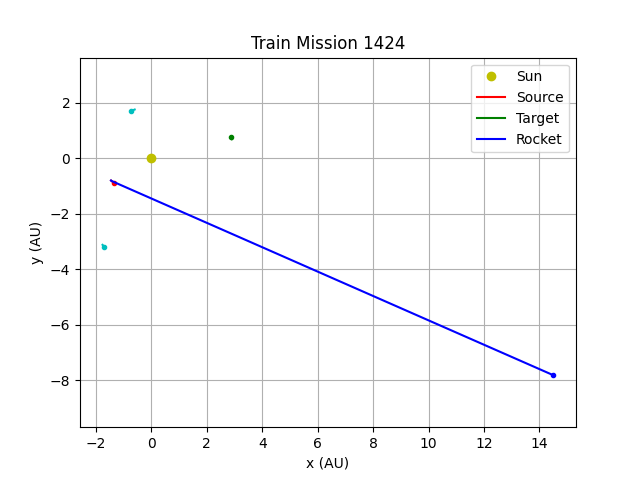 Train Mission 1424
Sun
Source
Target
Rocket
y (AU)
2
0
−2
−4
−6
−8
−2 0 2 4 6 8 10 12 14
x (AU)